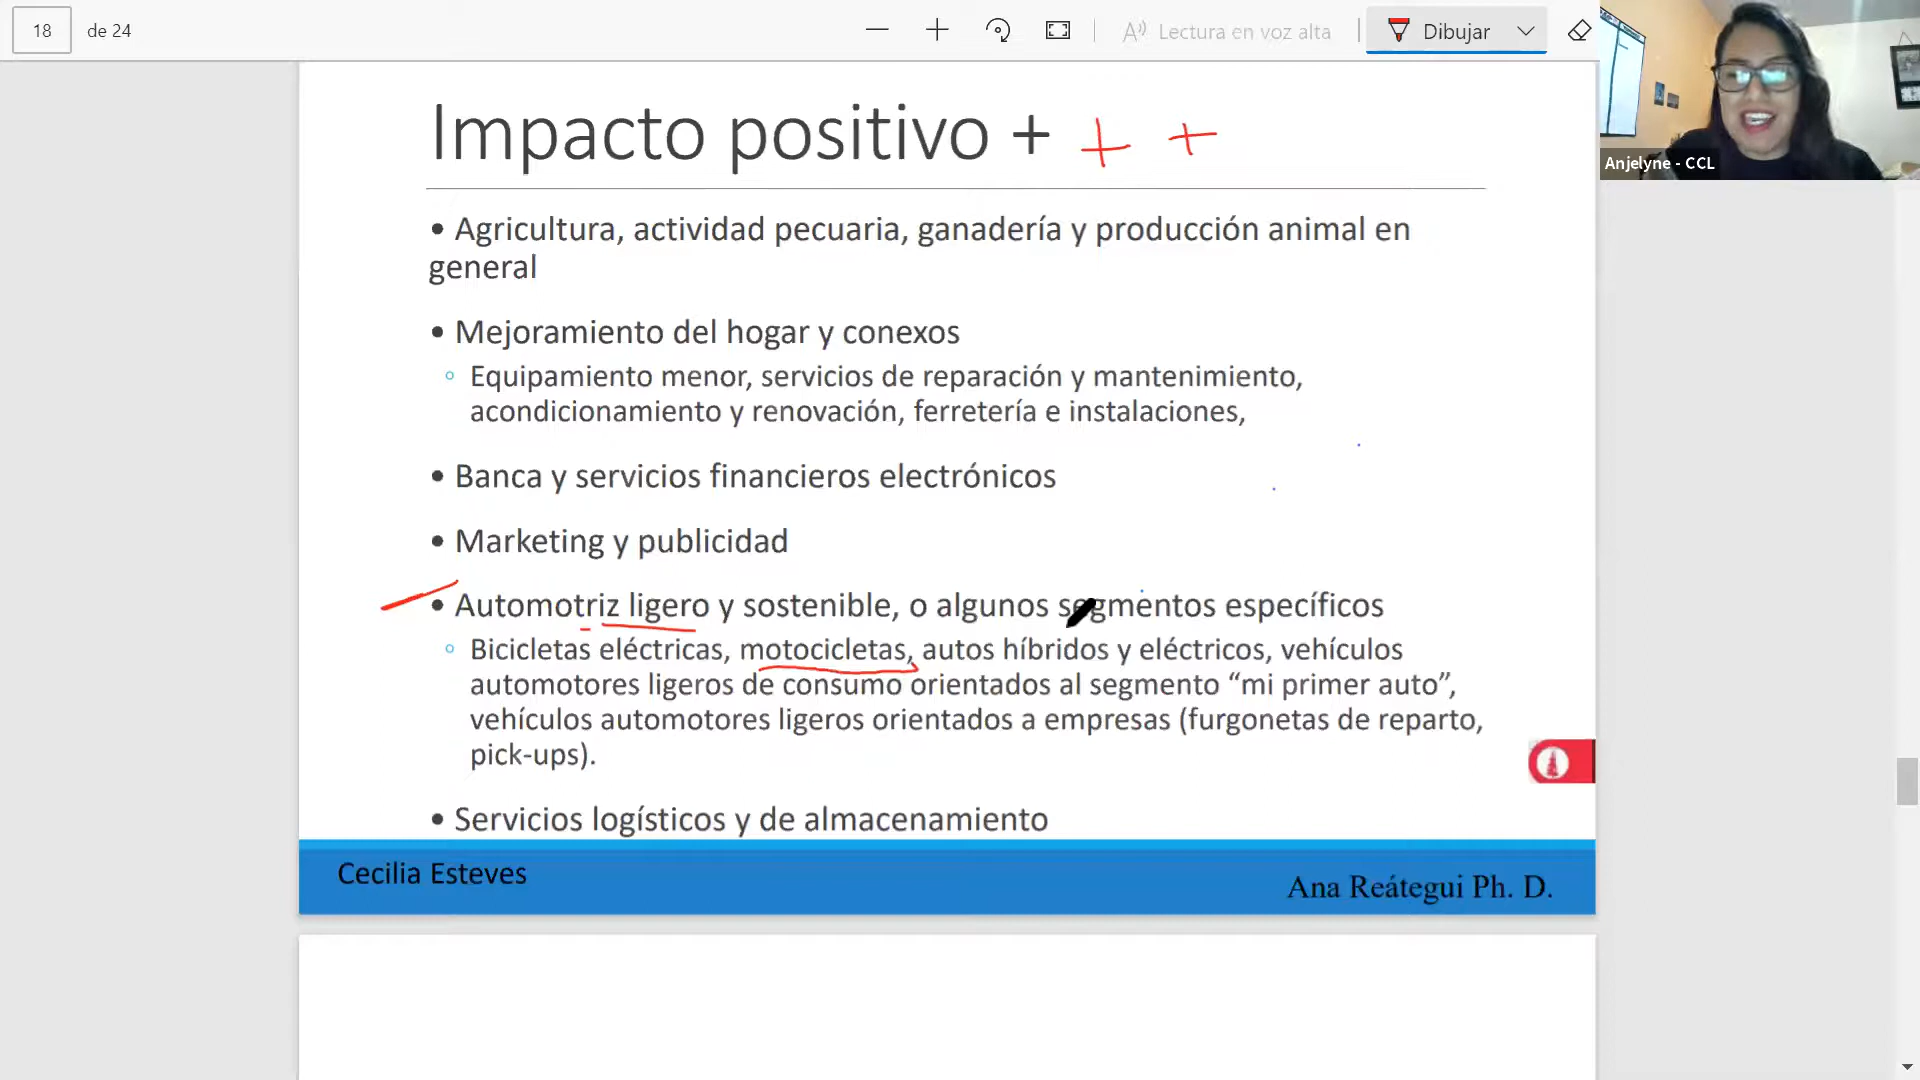 18 de 24 Lectura en voz alta Dibujar
Anjelyne - CCL
Impacto positivo + + +
• Agricultura, actividad pecuaria, ganadería y producción animal en
general
• Mejoramiento del hogar y conexos
◦ Equipamiento menor, servicios de reparación y mantenimiento,
acondicionamiento y renovación, ferretería e instalaciones,
• Banca y servicios financieros electrónicos
• Marketing y publicidad
• Automotriz ligero y sostenible, o algunos segmentos específicos
◦ Bicicletas eléctricas, motocicletas, autos híbridos y eléctricos, vehículos
automotores ligeros de consumo orientados al segmento “mi primer auto”,
vehículos automotores ligeros orientados a empresas (furgonetas de reparto,
pick-ups).
• Servicios logísticos y de almacenamiento
Cecilia Esteves
Ana Reátegui Ph. D.